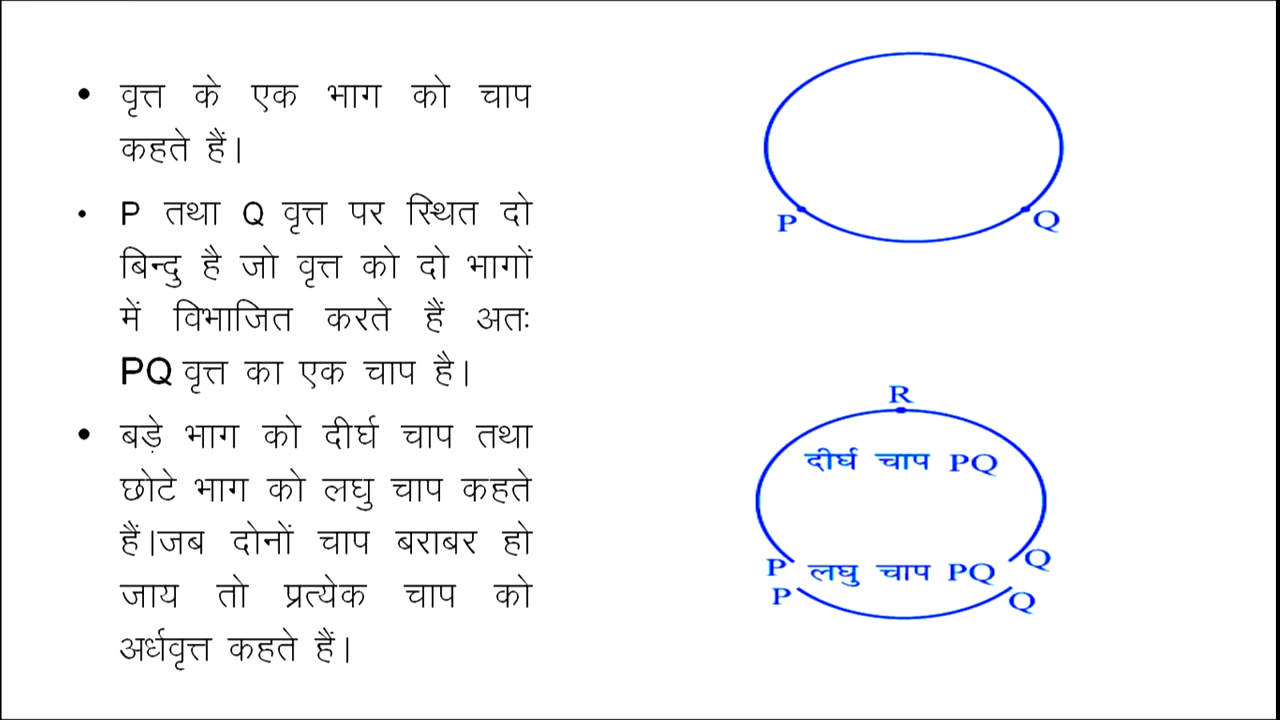 • वृत्त के एक भाग को चाप
कहते हैं।
• P तथा Q वृत्त पर स्थित दो
बिन्दु है जो वृत्त को दो भागों
में विभाजित करते हैं अतः
PQ वृत्त का एक चाप है।
• बड़े भाग को दीर्घ चाप तथा
छोटे भाग को लघु चाप कहते
हैं।जब दोनों चाप बराबर हो
जाय तो प्रत्येक चाप को
अर्धवृत्त कहते हैं।
P Q
R
दीर्घ चाप PQ
P लघु चाप PQ Q
P Q